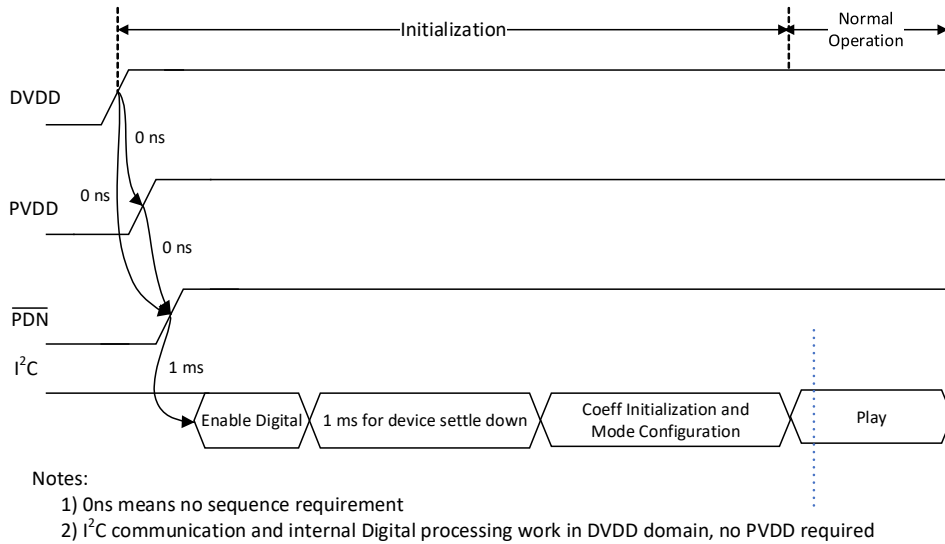 Initialization
Normal
Operation
DVDD
0 ns
0 ns
PVDD
0 ns
PDN
1 ms
I²C
Enable Digital
1 ms for device settle down
Coeff Initialization and
Mode Configuration
Play
Notes:
1) 0ns means no sequence requirement
2) I²C communication and internal Digital processing work in DVDD domain, no PVDD required